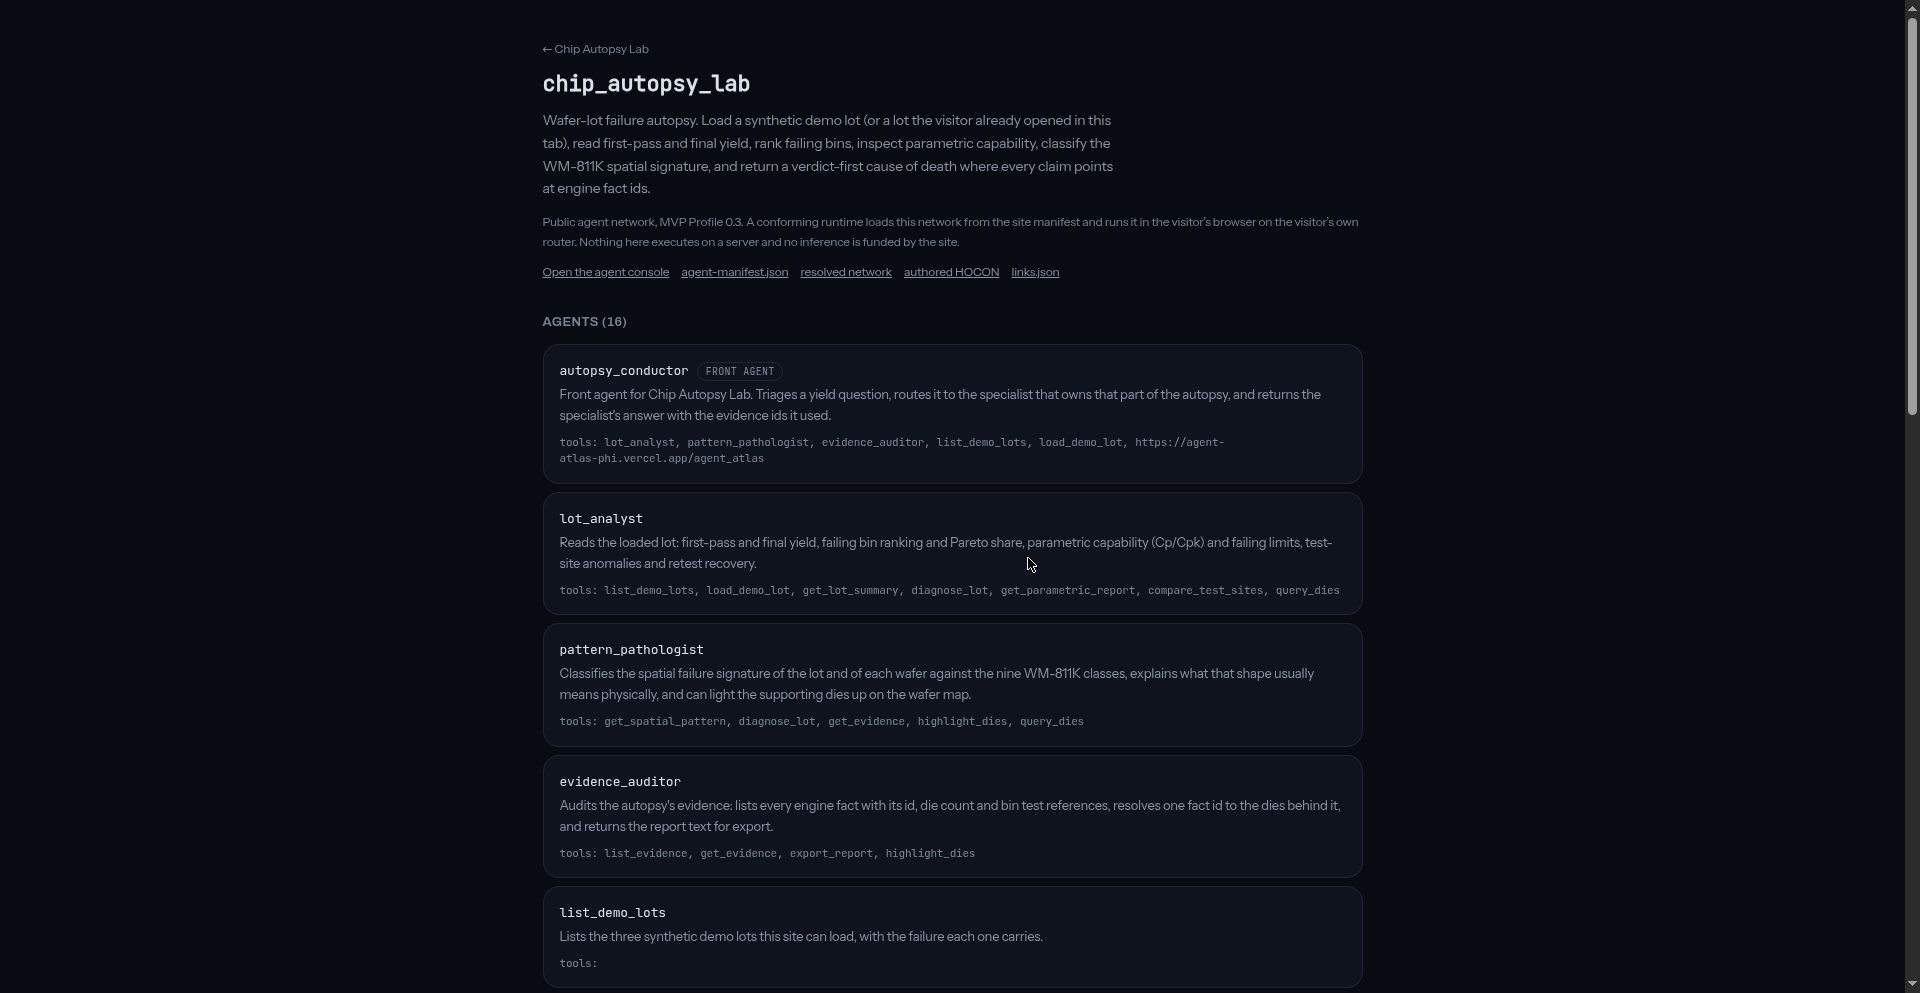 ← Chip Autopsy Lab
chip_autopsy_lab
Wafer-lot failure autopsy. Load a synthetic demo lot (or a lot the visitor already opened in this
tab), read first-pass and final yield, rank failing bins, inspect parametric capability, classify the
WM-811K spatial signature, and return a verdict-first cause of death where every claim points
at engine fact ids.
Public agent network, MVP Profile 0.3. A conforming runtime loads this network from the site manifest and runs it in the visitor's browser on the visitor's own
router. Nothing here executes on a server and no inference is funded by the site.
Open the agent console agent-manifest.json resolved network authored HOCON links.json
AGENTS (16)
autopsy_conductor FRONT AGENT
Front agent for Chip Autopsy Lab. Triages a yield question, routes it to the specialist that owns that part of the autopsy, and returns the
specialist's answer with the evidence ids it used.
tools: lot_analyst, pattern_pathologist, evidence_auditor, list_demo_lots, load_demo_lot, https://agent-
atlas-phi.vercel.app/agent_atlas
lot_analyst
Reads the loaded lot: first-pass and final yield, failing bin ranking and Pareto share, parametric capability (Cp/Cpk) and failing limits, test-
site anomalies and retest recovery.
tools: list_demo_lots, load_demo_lot, get_lot_summary, diagnose_lot, get_parametric_report, compare_test_sites, query_dies
pattern_pathologist
Classifies the spatial failure signature of the lot and of each wafer against the nine WM-811K classes, explains what that shape usually
means physically, and can light the supporting dies up on the wafer map.
tools: get_spatial_pattern, diagnose_lot, get_evidence, highlight_dies, query_dies
evidence_auditor
Audits the autopsy's evidence: lists every engine fact with its id, die count and bin test references, resolves one fact id to the dies behind it,
and returns the report text for export.
tools: list_evidence, get_evidence, export_report, highlight_dies
list_demo_lots
Lists the three synthetic demo lots this site can load, with the failure each one carries.
tools: